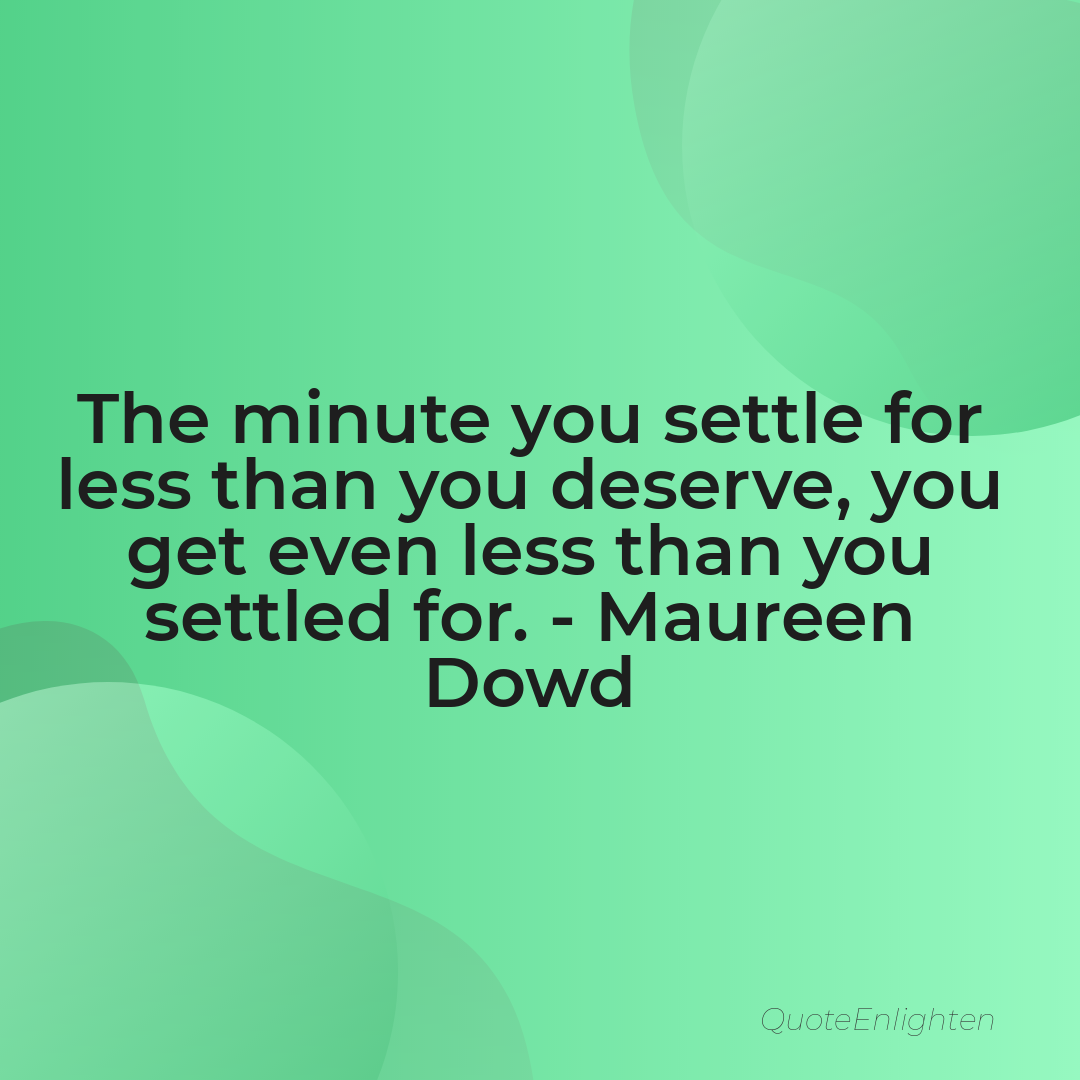 The minute you settle for
less than you deserve, you
get even less than you
settled for. - Maureen
Dowd
QuoteEnlighten